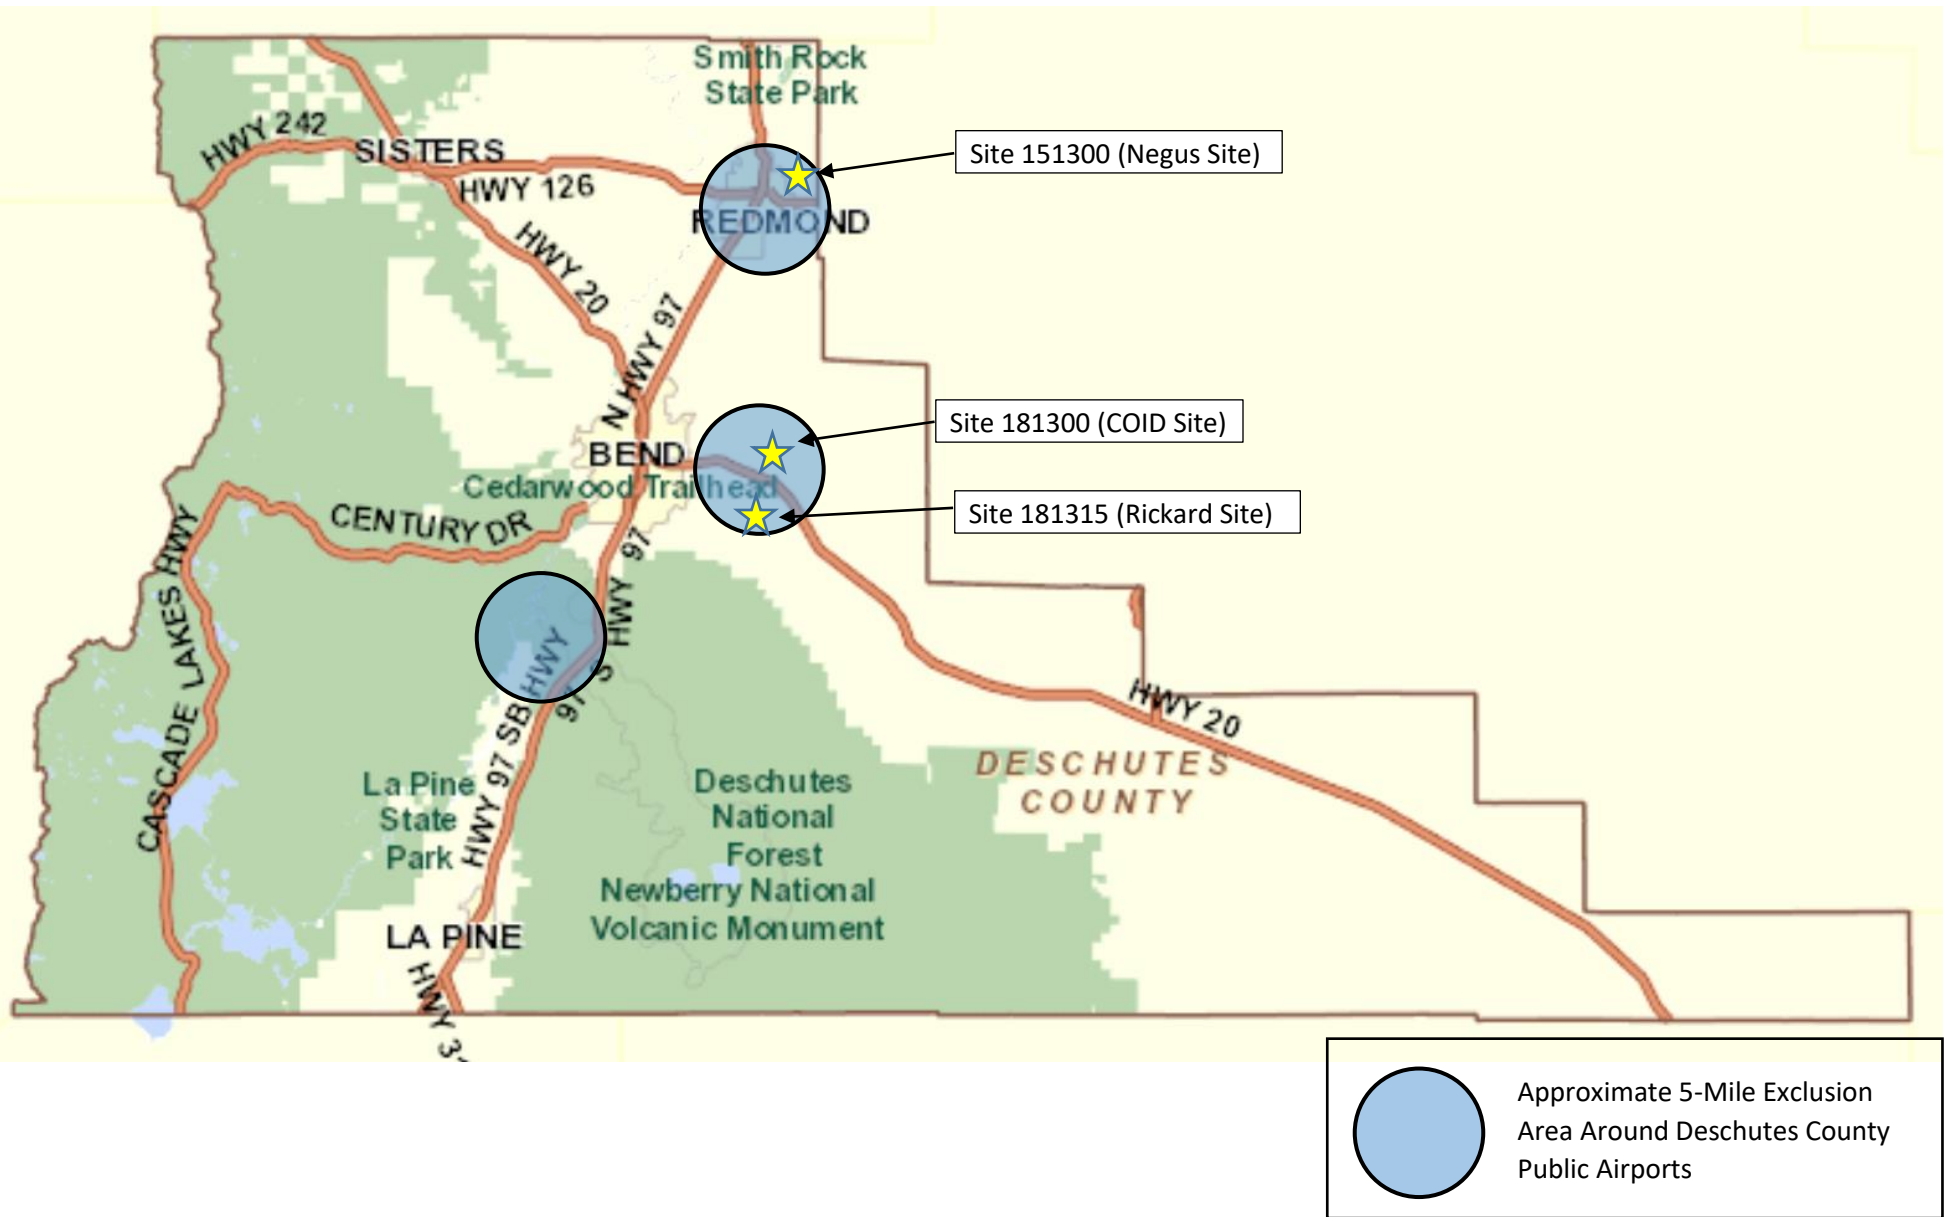 Smith Rock
State Park
HWY 242
SISTERS
HWY 126
Site 151300 (Negus Site)
REDMOND
HWY 20
N HWY 97
Site 181300 (COID Site)
BEND
Cedarwood Trailhead
Site 181315 (Rickard Site)
CENTURY DR
CASCADE LAKES HWY
S HWY 97
HWY 97 SB HWY
97
HWY 20
DESCHUTES
COUNTY
La Pine
State
Park
Deschutes
National
Forest
Newberry National
Volcanic Monument
LA PINE
HWY
Approximate 5-Mile Exclusion
Area Around Deschutes County
Public Airports